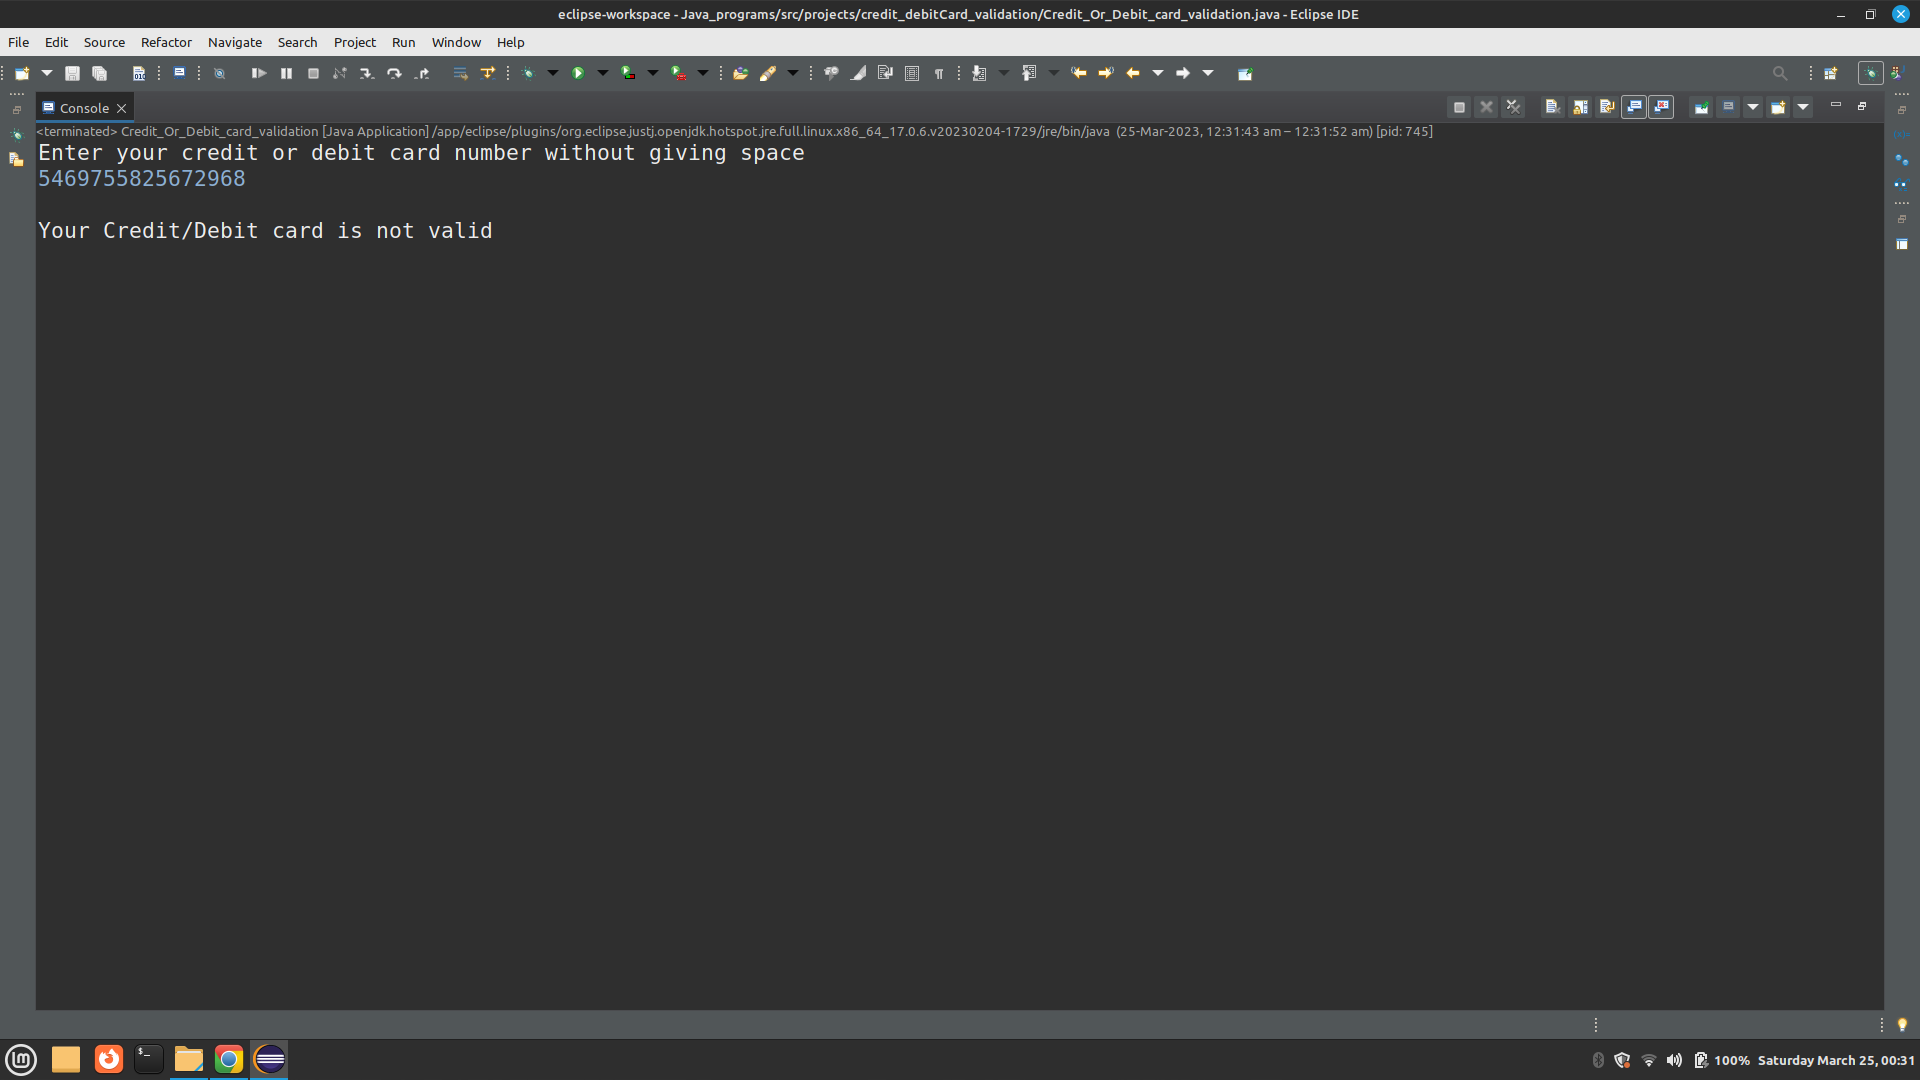 eclipse-workspace - Java_programs/src/projects/credit_debitCard_validation/Credit_Or_Debit_card_validation.java - Eclipse IDE
File Edit Source Refactor Navigate Search Project Run Window Help
Console
<terminated> Credit_Or_Debit_card_validation [Java Application] /app/eclipse/plugins/org.eclipse.justj.openjdk.hotspot.jre.full.linux.x86_64_17.0.6.v20230204-1729/jre/bin/java (25-Mar-2023, 12:31:43 am – 12:31:52 am) [pid: 745]
Enter your credit or debit card number without giving space
5469755825672968
Your Credit/Debit card is not valid
100% Saturday March 25, 00:31